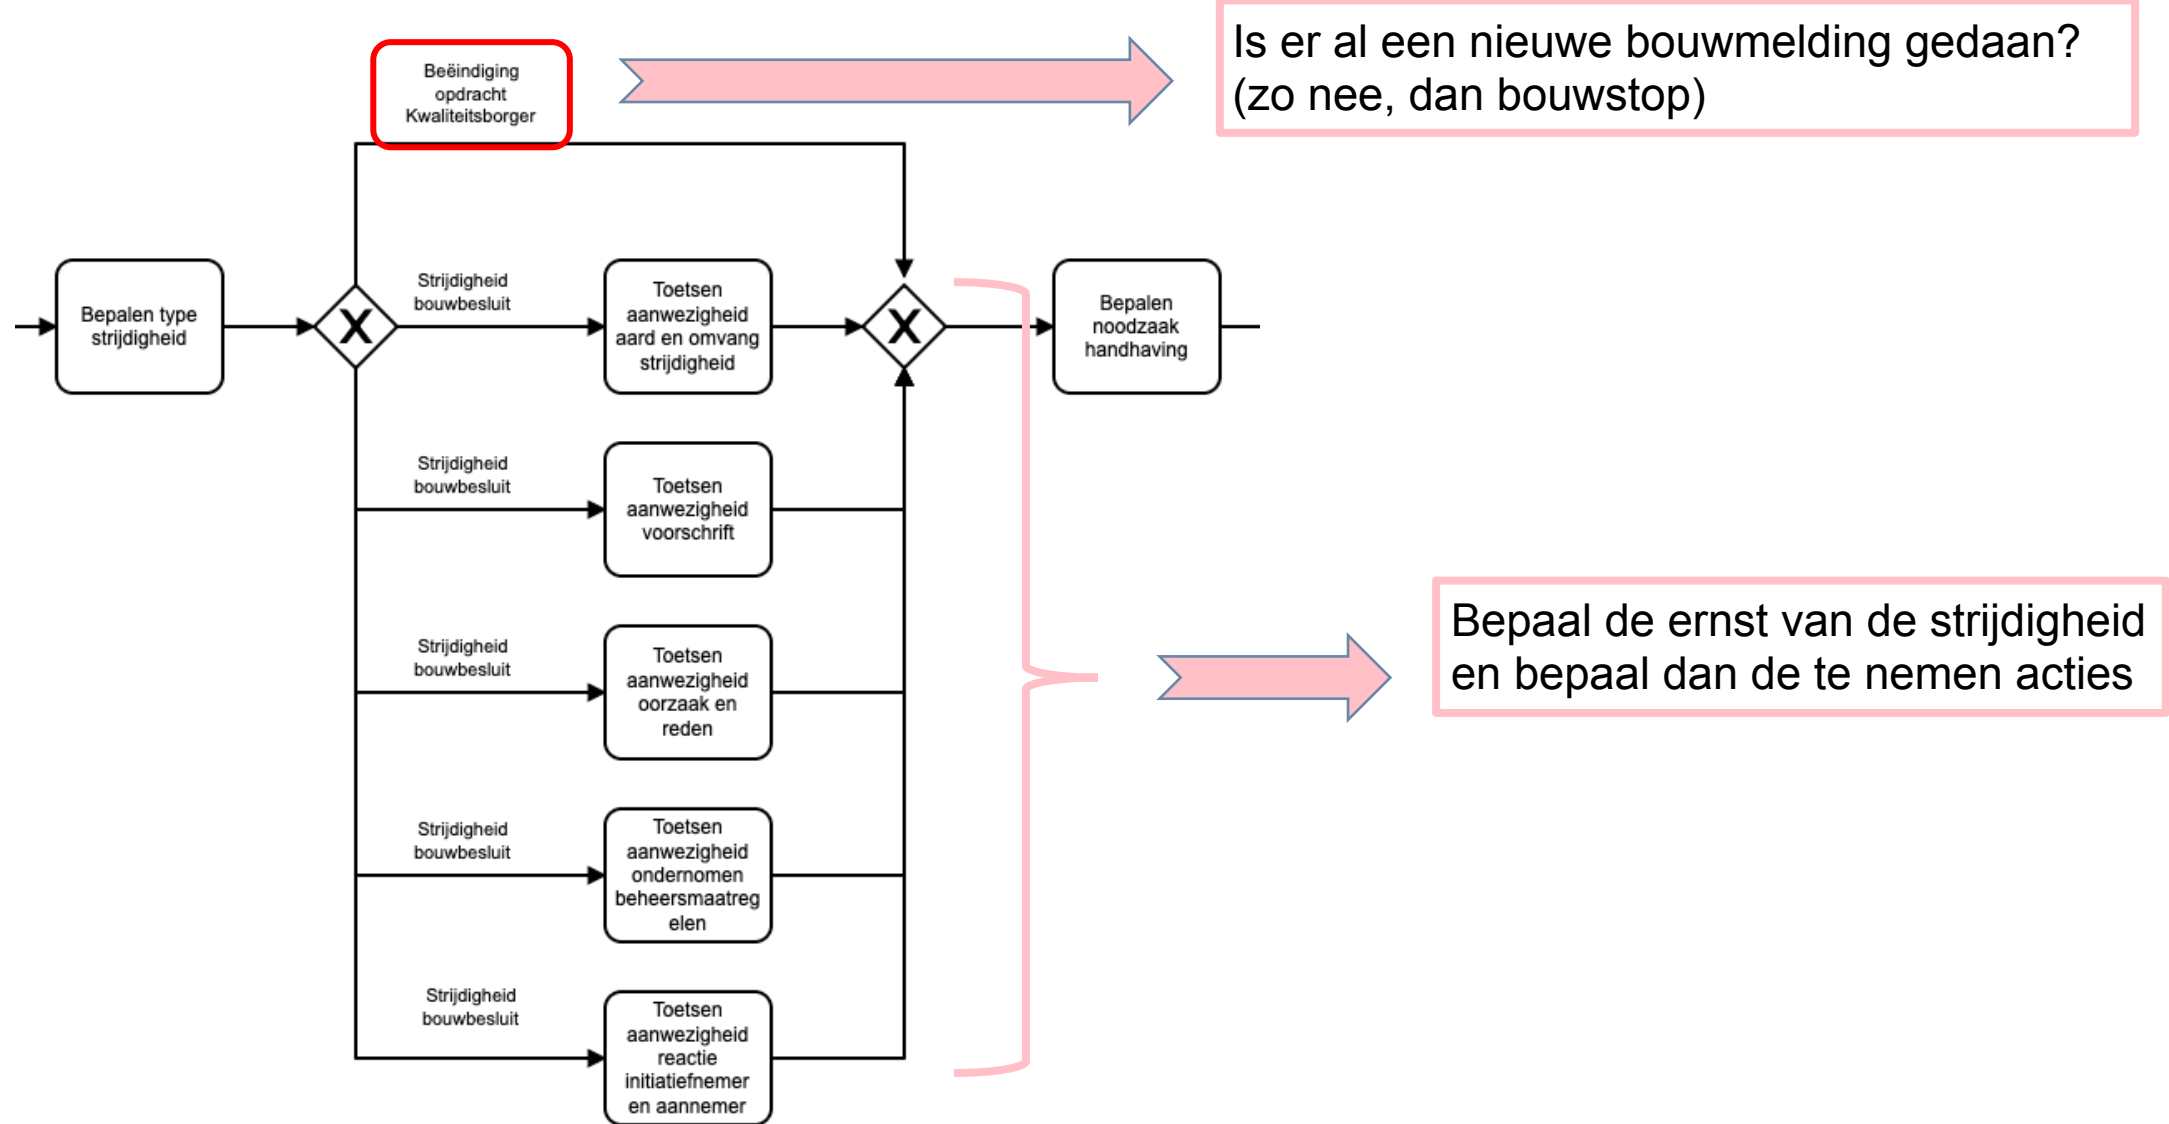 Beëindiging
opdracht
Kwaliteitsborger
Is er al een nieuwe bouwmelding gedaan?
(zo nee, dan bouwstop)
Bepalen type
strijdigheid
X
Strijdigheid
bouwbesluit
Toetsen
aanwezigheid
aard en omvang
strijdigheid
X
Bepalen
noodzaak
handhaving
Strijdigheid
bouwbesluit
Toetsen
aanwezigheid
voorschrift
Strijdigheid
bouwbesluit
Toetsen
aanwezigheid
oorzaak en
reden
Bepaal de ernst van de strijdigheid
en bepaal dan de te nemen acties
Strijdigheid
bouwbesluit
Toetsen
aanwezigheid
ondernomen
beheersmaatreg
elen
Strijdigheid
bouwbesluit
Toetsen
aanwezigheid
reactie
initiatiefnemer
en aannemer